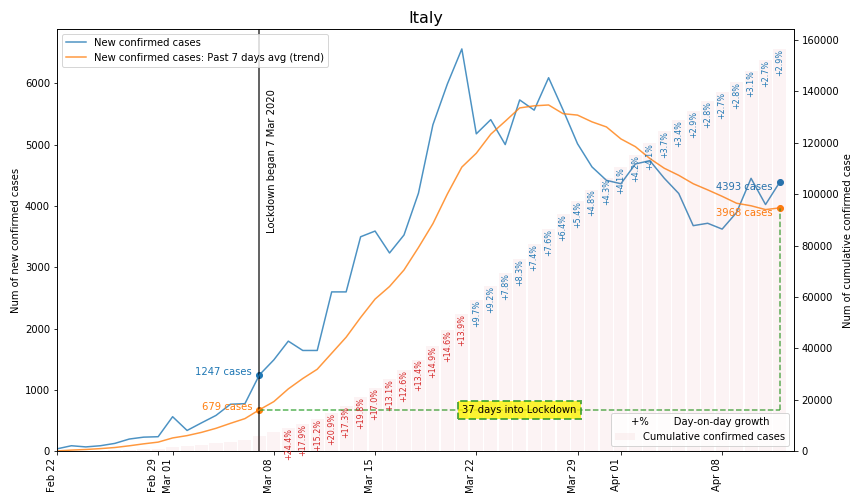 Italy
New confirmed cases
New confirmed cases: Past 7 days avg (trend)
Num of new confirmed cases
0
1000
2000
3000
4000
5000
6000
Num of cumulative confirmed case
0
20000
40000
60000
80000
100000
120000
140000
160000
Lockdown began 7 Mar 2020
1247 cases
679 cases
4393 cases
3968 cases
37 days into Lockdown
+24.4%
+17.9%
+15.2%
+20.9%
+17.3%
+19.8%
+17.0%
+13.1%
+12.6%
+13.4%
+14.9%
+14.6%
+13.9%
+9.7%
+9.2%
+7.8%
+8.3%
+7.4%
+7.6%
+6.4%
+5.4%
+4.8%
+4.3%
+4.1%
+4.2%
+4.1%
+3.7%
+3.4%
+2.9%
+2.8%
+2.7%
+2.8%
+3.1%
+2.7%
+2.9%
+% Day-on-day growth
Cumulative confirmed cases
Feb 22
Feb 29
Mar 01
Mar 08
Mar 15
Mar 22
Mar 29
Apr 01
Apr 08